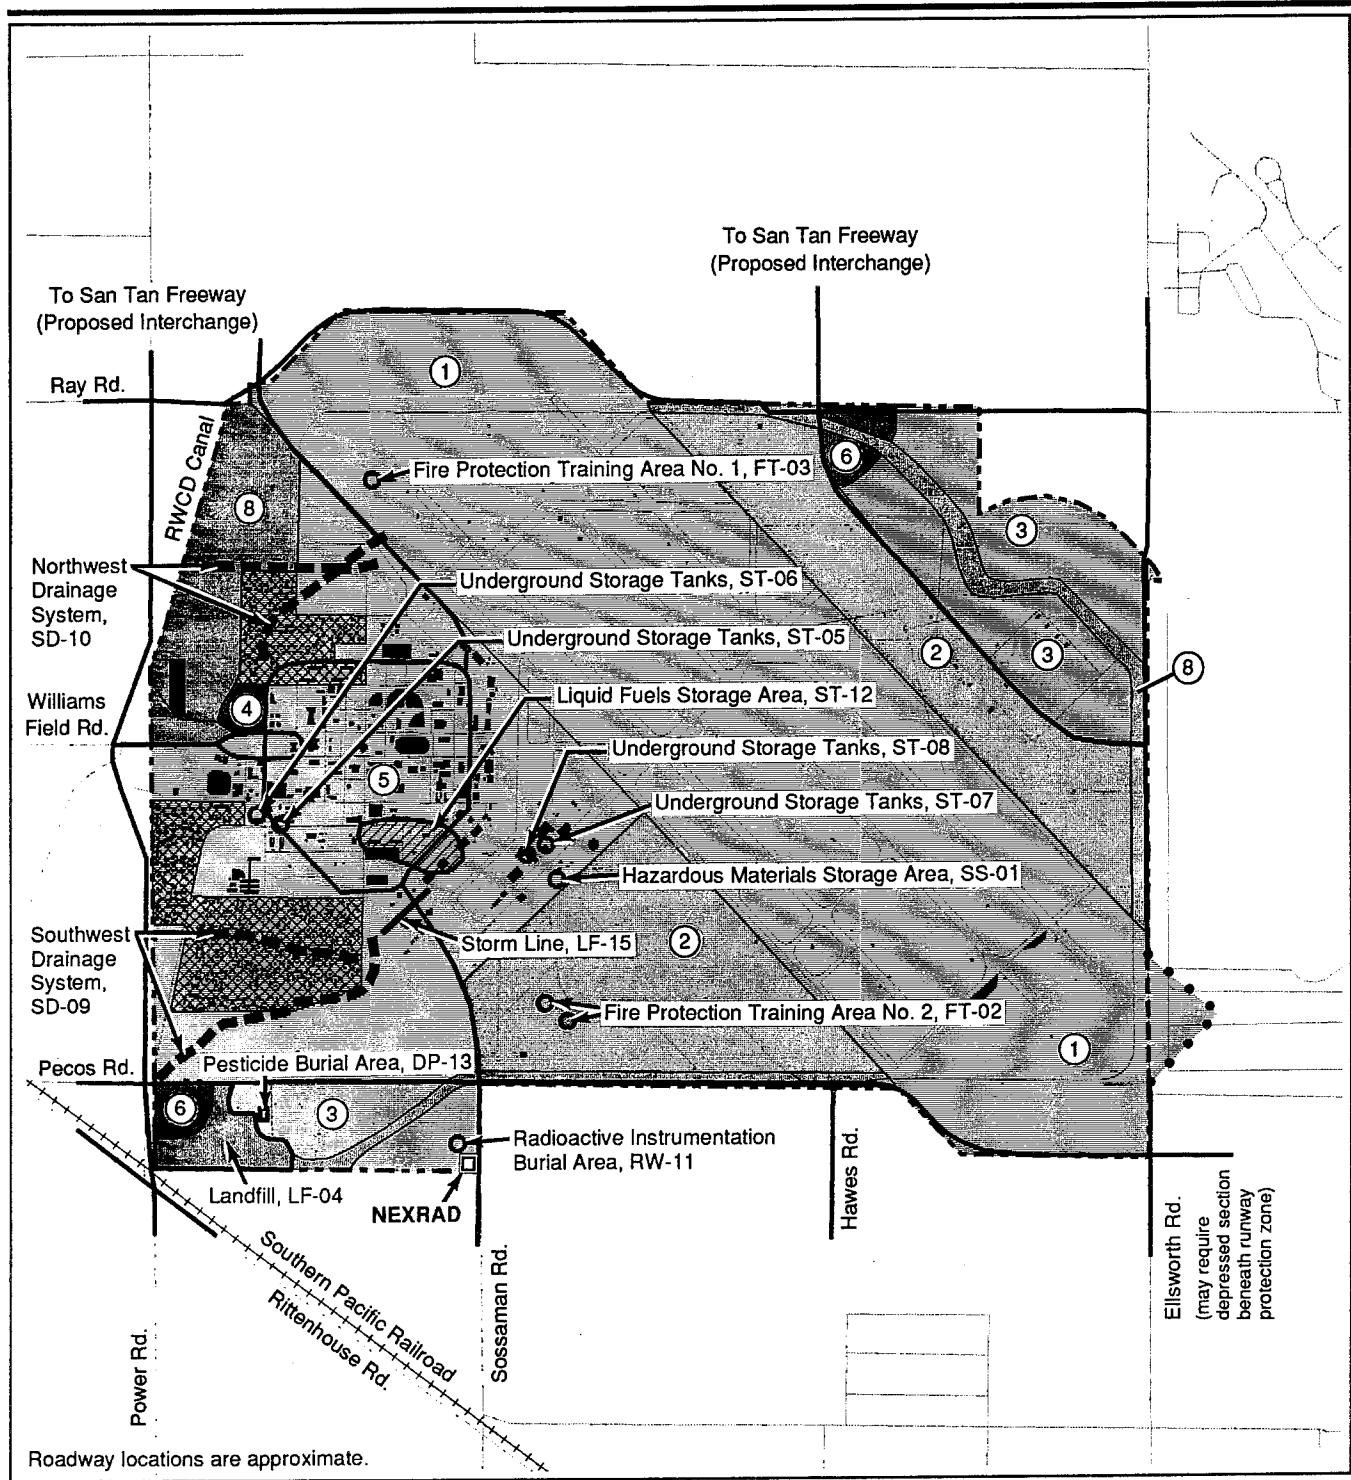 To San Tan Freeway
(Proposed Interchange)
To San Tan Freeway
(Proposed Interchange)
1
Ray Rd.
RWCD Canal
6
Fire Protection Training Area No. 1, FT-03
8
3
Northwest
Drainage
System,
SD-10
Underground Storage Tanks, ST-06
Underground Storage Tanks, ST-05
2
3
8
Liquid Fuels Storage Area, ST-12
Williams
Field Rd.
4
Underground Storage Tanks, ST-08
5
Underground Storage Tanks, ST-07
Hazardous Materials Storage Area, SS-01
Southwest
Drainage
System,
SD-09
Storm Line, LF-15
2
Fire Protection Training Area No. 2, FT-02
1
Pecos Rd.
Pesticide Burial Area, DP-13
6
3
Radioactive Instrumentation
Burial Area, RW-11
Landfill, LF-04
NEXRAD
Hawes Rd.
Ellsworth Rd.
(may require
depressed section
beneath runway
protection zone)
Southern Pacific Railroad
Rittenhouse Rd.
Sossaman Rd.
Power Rd.
Roadway locations are approximate.